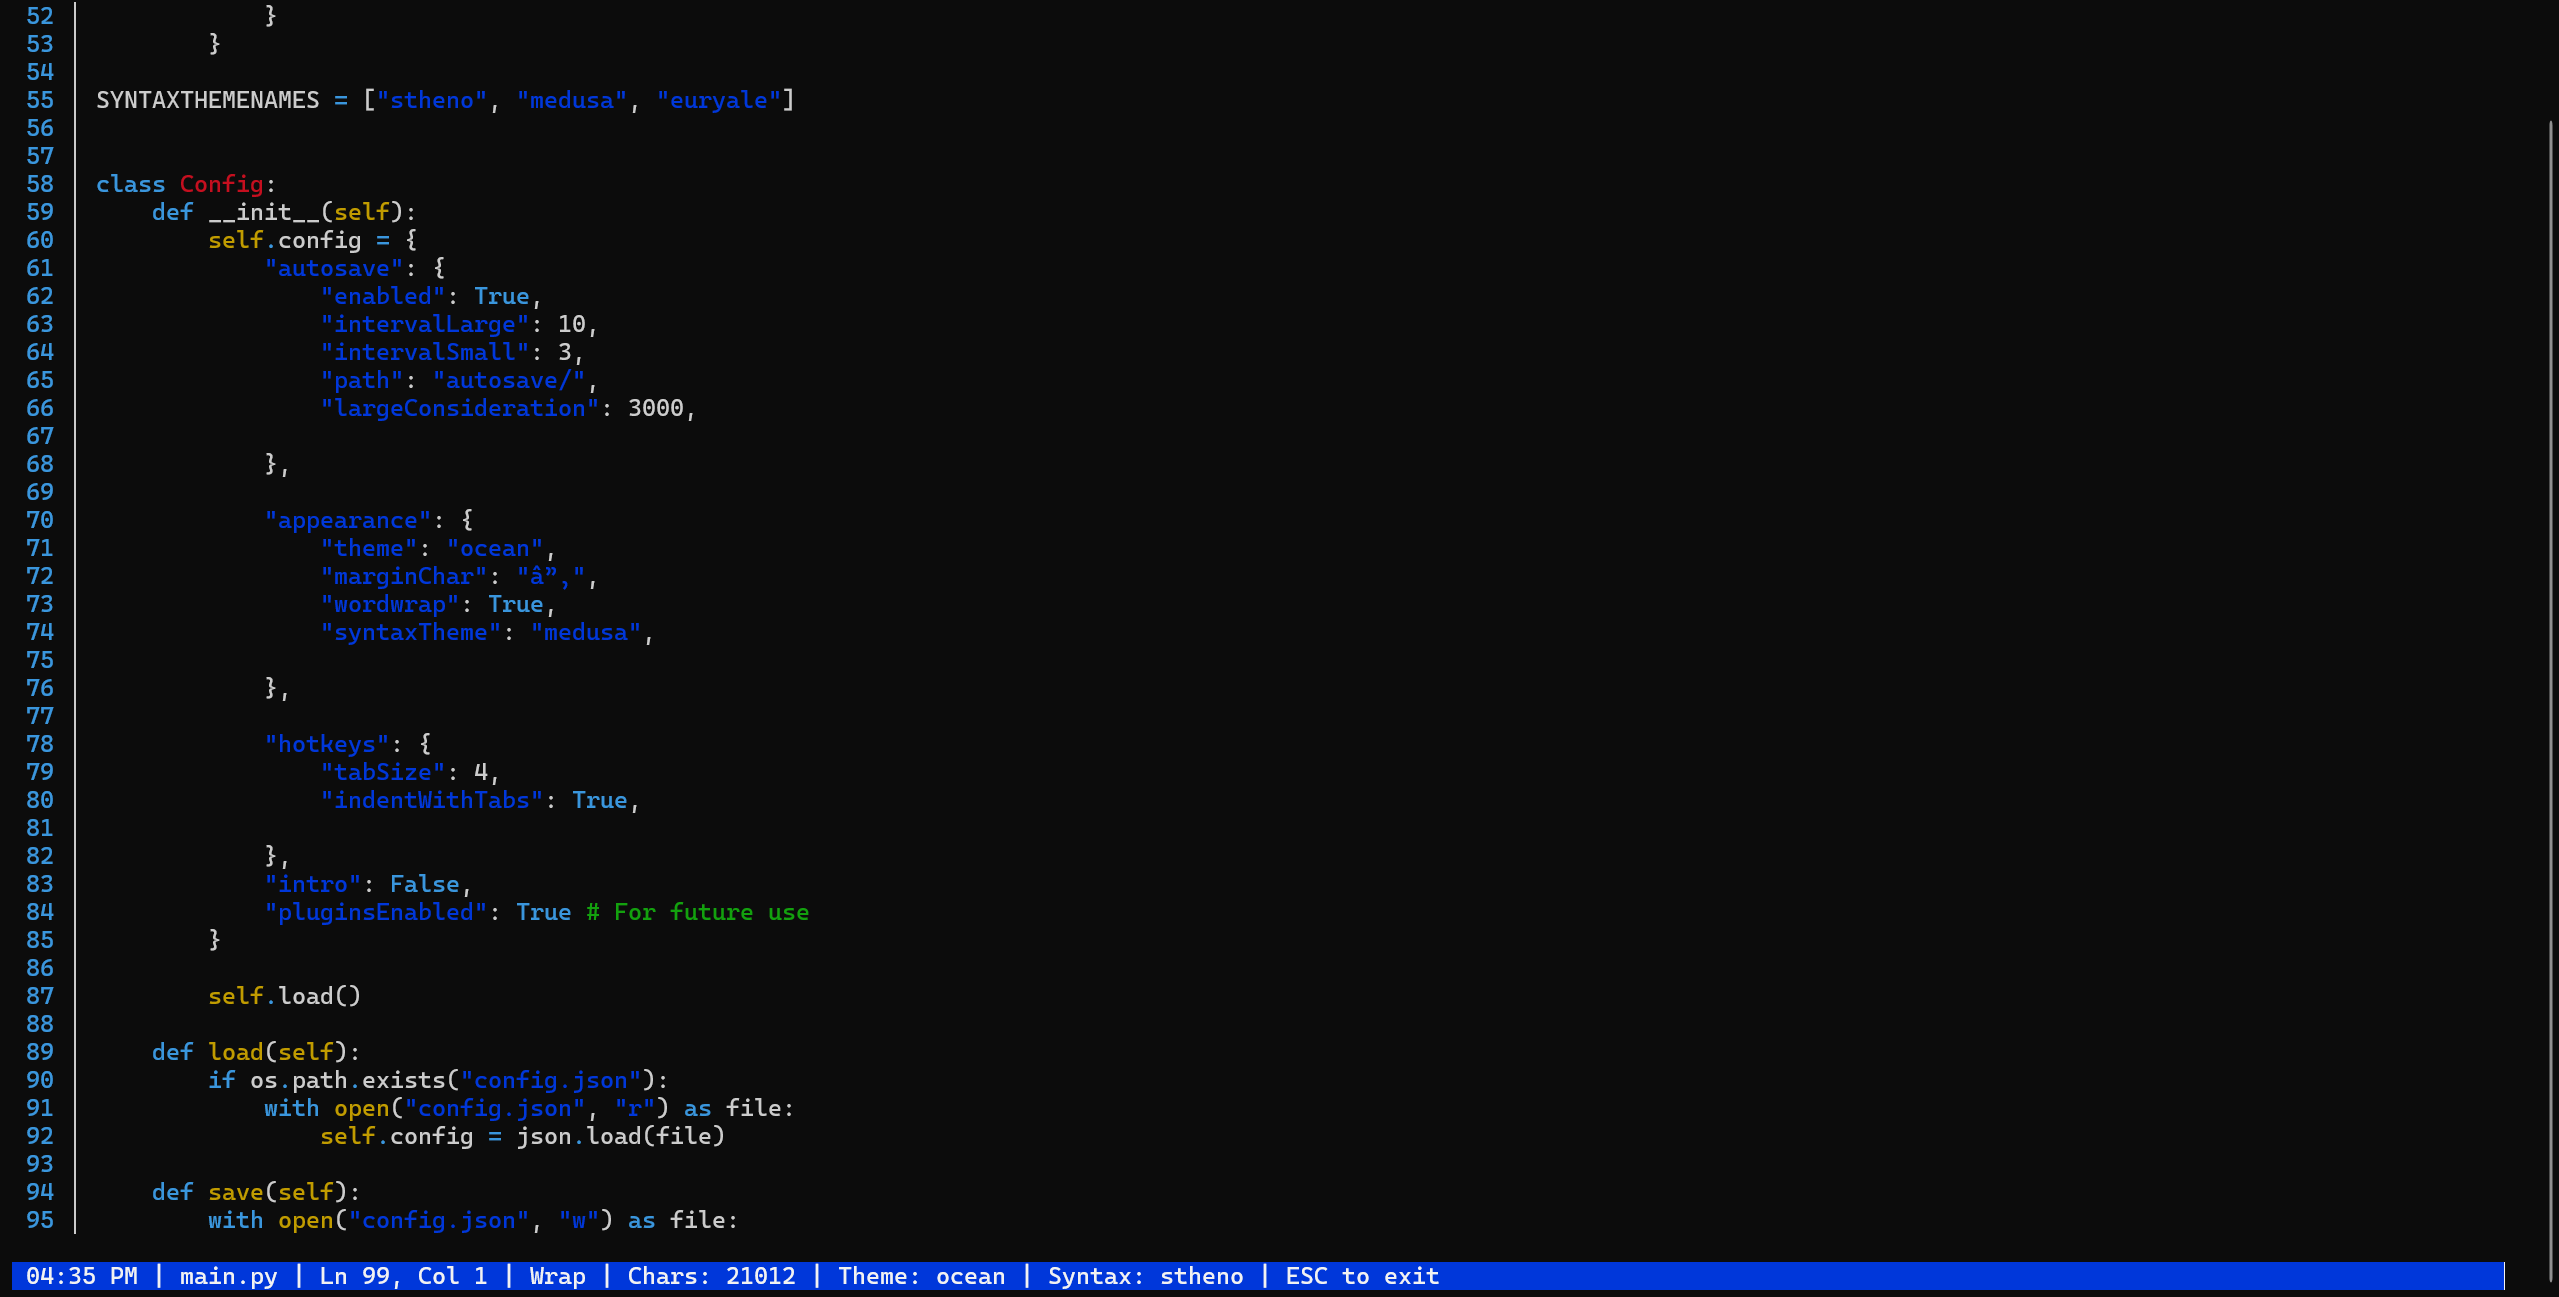 52 }
53 }
54
55 SYNTAXTHEMENAMES = ["stheno", "medusa", "euryale"]
56
57
58 class Config:
59     def __init__(self):
60         self.config = {
61             "autosave": {
62                 "enabled": True,
63                 "intervalLarge": 10,
64                 "intervalSmall": 3,
65                 "path": "autosave/",
66                 "largeConsideration": 3000,
67
68             },
69
70             "appearance": {
71                 "theme": "ocean",
72                 "marginChar": "â”‚",
73                 "wordwrap": True,
74                 "syntaxTheme": "medusa",
75
76             },
77
78             "hotkeys": {
79                 "tabSize": 4,
80                 "indentWithTabs": True,
81
82             },
83             "intro": False,
84             "pluginsEnabled": True # For future use
85         }
86
87         self.load()
88
89     def load(self):
90         if os.path.exists("config.json"):
91             with open("config.json", "r") as file:
92                 self.config = json.load(file)
93
94     def save(self):
95         with open("config.json", "w") as file:
04:35 PM | main.py | Ln 99, Col 1 | Wrap | Chars: 21012 | Theme: ocean | Syntax: stheno | ESC to exit